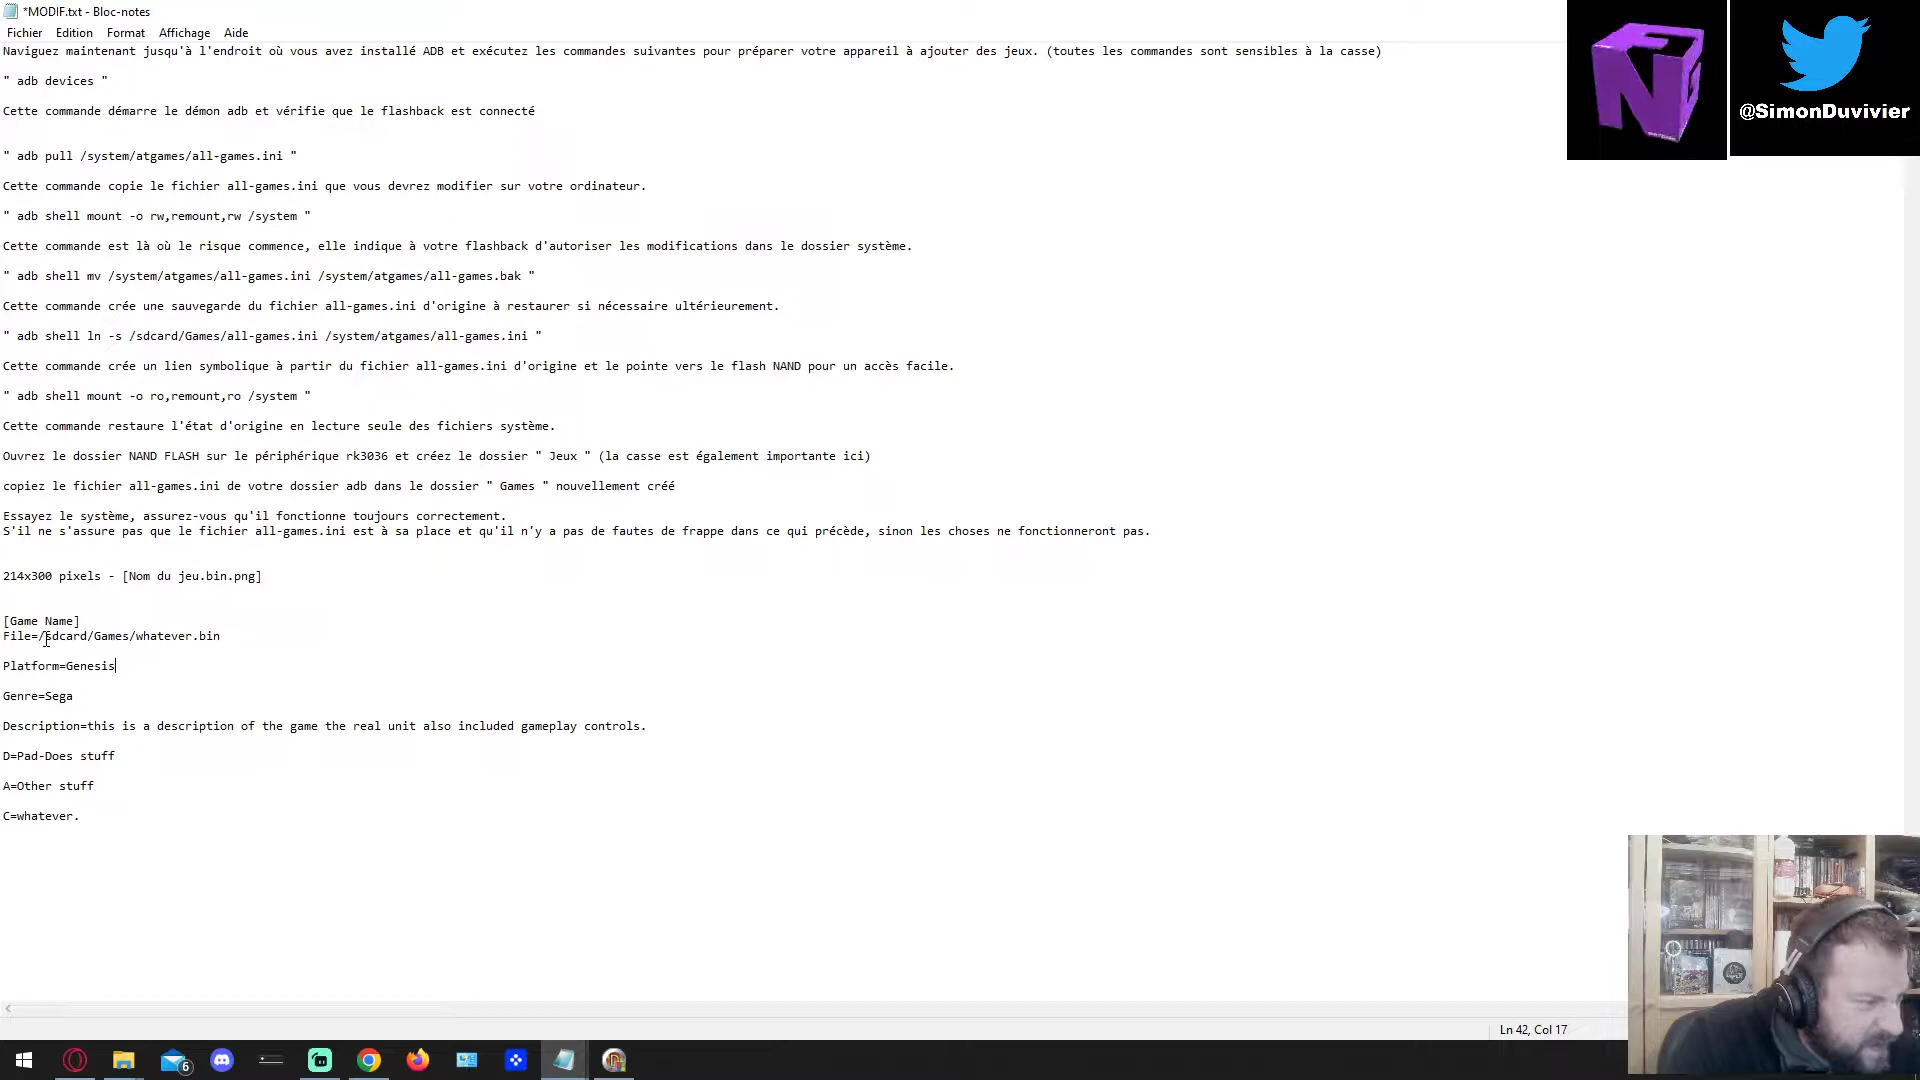 *MODIF.txt - Bloc-notes
Fichier Edition Format Affichage Aide
Naviguez maintenant jusqu'à l'endroit où vous avez installé ADB et exécutez les commandes suivantes pour préparer votre appareil à ajouter des jeux. (toutes les commandes sont sensibles à la casse)
" adb devices "
Cette commande démarre le démon adb et vérifie que le flashback est connecté
" adb pull /system/atgames/all-games.ini "
Cette commande copie le fichier all-games.ini que vous devrez modifier sur votre ordinateur.
" adb shell mount -o rw,remount,rw /system "
Cette commande est là où le risque commence, elle indique à votre flashback d'autoriser les modifications dans le dossier système.
" adb shell mv /system/atgames/all-games.ini /system/atgames/all-games.bak "
Cette commande crée une sauvegarde du fichier all-games.ini d'origine à restaurer si nécessaire ultérieurement.
" adb shell ln -s /sdcard/Games/all-games.ini /system/atgames/all-games.ini "
Cette commande crée un lien symbolique à partir du fichier all-games.ini d'origine et le pointe vers le flash NAND pour un accès facile.
" adb shell mount -o ro,remount,ro /system "
Cette commande restaure l'état d'origine en lecture seule des fichiers système.
Ouvrez le dossier NAND FLASH sur le périphérique rk3036 et créez le dossier " Jeux " (la casse est également importante ici)
copiez le fichier all-games.ini de votre dossier adb dans le dossier " Games " nouvellement créé
Essayez le système, assurez-vous qu'il fonctionne toujours correctement.
S'il ne s'assure pas que le fichier all-games.ini est à sa place et qu'il n'y a pas de fautes de frappe dans ce qui précède, sinon les choses ne fonctionneront pas.
214x300 pixels - [Nom du jeu.bin.png]
[Game Name]
File=/sdcard/Games/whatever.bin
Platform=Genesis
Genre=Sega
Description=this is a description of the game the real unit also included gameplay controls.
D=Pad-Does stuff
A=Other stuff
C=whatever.
Ln 42, Col 17
@SimonDuvivier
6